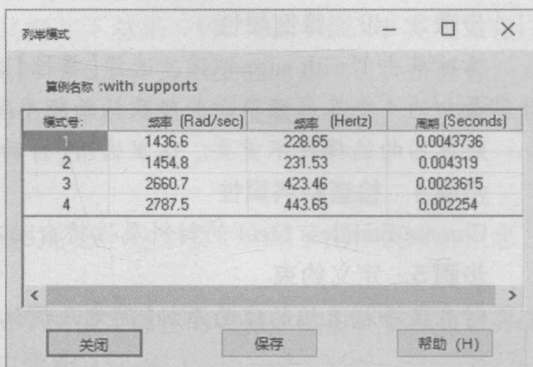 列举模式
算例名称 :with supports
模式号: 频率 (Rad/sec) 频率 (Hertz) 周期 (Seconds)
1 1436.6 228.65 0.0043736
2 1454.8 231.53 0.004319
3 2660.7 423.46 0.0023615
4 2787.5 443.65 0.002254
关闭 保存 帮助 (H)